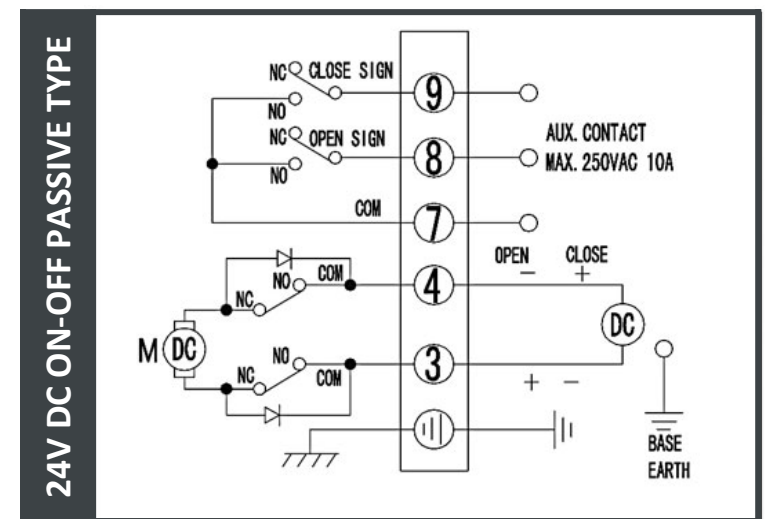 24V DC ON-OFF PASSIVE TYPE
NC CLOSE SIGN
9
NO
NC OPEN SIGN
8
AUX. CONTACT
MAX. 250VAC 10A
NO
COM
7
OPEN CLOSE
− +
NO COM
4
NC
M DC
DC
NO
3
NC COM
+ −
BASE
EARTH